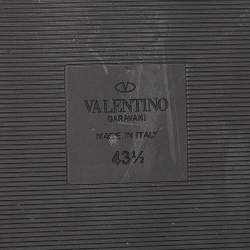 VALENTINO
GARAVANI
MADE IN ITALY
43½